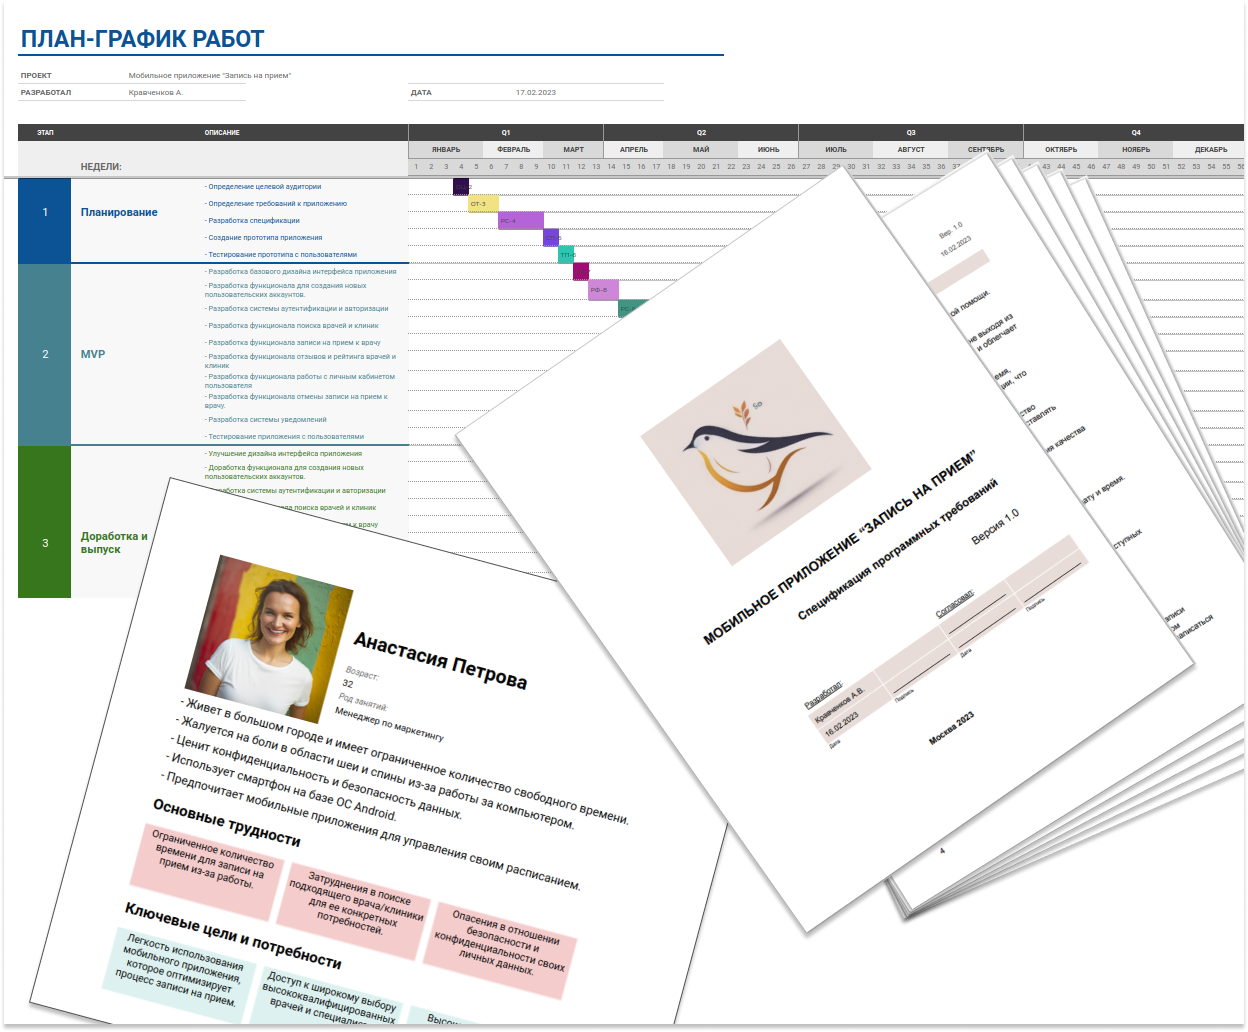 ПЛАН-ГРАФИК РАБОТ
ПРОЕКТ Мобильное приложение "Запись на прием"
РАЗРАБОТАЛ Кравченков А. ДАТА 17.02.2023
ЭТАП ОПИСАНИЕ Q1 Q2 Q3 Q4
ЯНВАРЬ ФЕВРАЛЬ МАРТ АПРЕЛЬ МАЙ ИЮНЬ ИЮЛЬ АВГУСТ СЕНТЯБРЬ ОКТЯБРЬ НОЯБРЬ ДЕКАБРЬ
НЕДЕЛИ: 1 2 3 4 5 6 7 8 9 10 11 12 13 14 15 16 17 18 19 20 21 22 23 24 25 26 27 28 29 30 31 32 33 34 35 36 37 43 44 45 46 47 48 49 50 51 52 53 54 55 56
1 Планирование
- Определение целевой аудитории
- Определение требований к приложению ОТ-3
- Разработка спецификации РС-4
- Создание прототипа приложения
- Тестирование прототипа с пользователями ТП-6
2 MVP
- Разработка базового дизайна интерфейса приложения
- Разработка функционала для создания новых РФ-8
пользовательских аккаунтов.
- Разработка системы аутентификации и авторизации
- Разработка функционала поиска врачей и клиник
- Разработка функционала записи на прием к врачу
- Разработка функционала отзывов и рейтинга врачей и
клиник
- Разработка функционала работы с личным кабинетом
пользователя
- Разработка функционала отмены записи на прием к
врачу.
- Разработка системы уведомлений
- Тестирование приложения с пользователями
3 Доработка и
выпуск
- Улучшение дизайна интерфейса приложения
- Доработка функционала для создания новых
пользовательских аккаунтов.
системы аутентификации и авторизации
поиска врачей и клиник
к врачу
Анастасия Петрова
Возраст:
32
Род занятий:
Менеджер по маркетингу
- Живет в большом городе и имеет ограниченное количество свободного времени.
- Жалуется на боли в области шеи и спины из-за работы за компьютером.
- Ценит конфиденциальность и безопасность данных.
- Использует смартфон на базе ОС Android.
- Предпочитает мобильные приложения для управления своим расписанием.
Основные трудности
Ограниченное количество
времени для записи на
прием из-за работы.
Затруднения в поиске
подходящего врача/клиники
для ее конкретных
потребностей.
Опасения в отношении
безопасности и
конфиденциальности своих
личных данных.
Ключевые цели и потребности
Легкость использования
мобильного приложения,
которое оптимизирует
процесс записи на прием.
Доступ к широкому выбору
высококвалифицированных
врачей и
МОБИЛЬНОЕ ПРИЛОЖЕНИЕ “ЗАПИСЬ НА ПРИЕМ”
Спецификация программных требований
Версия 1.0
Разработал:
Кравченков А.В.
Подпись
16.02.2023
Дата
Согласовал:
Подпись
Дата
Москва 2023
Вер. 1.0
16.02.2023
ой помощи.
не выходя из
и облегчает
емя,
ции, что
ство
ставлять
ия качества
ату и время.
ступных
записи
ом
записаться
4